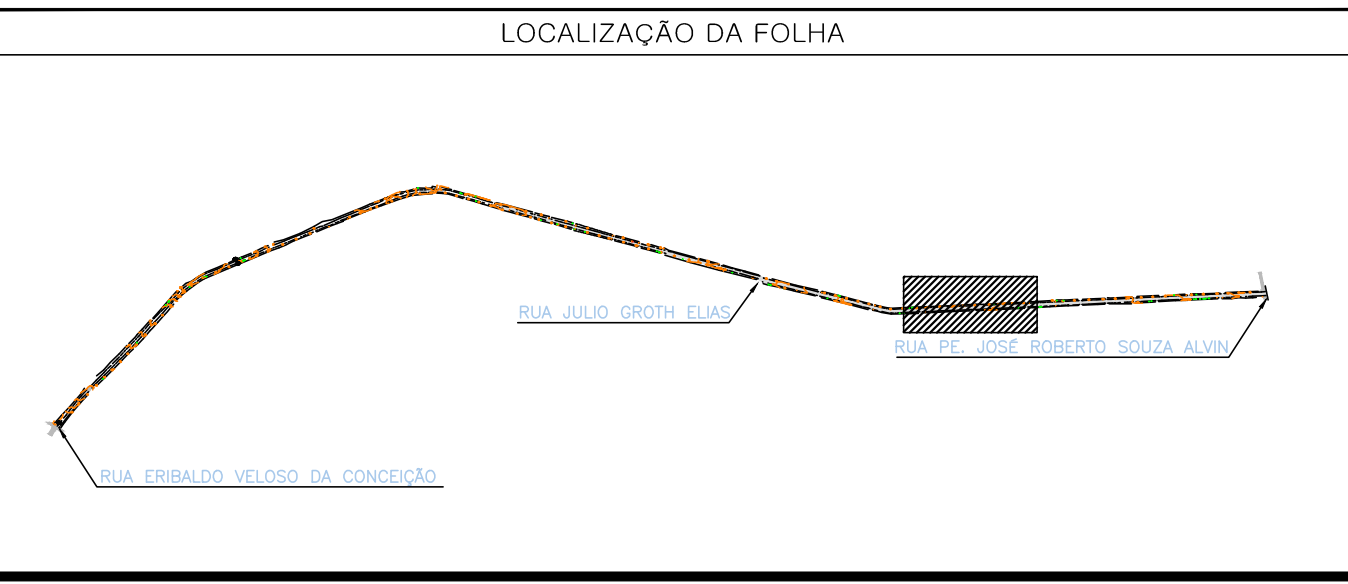 LOCALIZAÇÃO DA FOLHA
RUA JULIO GROTH ELIAS
RUA PE. JOSÉ ROBERTO SOUZA ALVIN
RUA ERIBALDO VELOSO DA CONCEIÇÃO